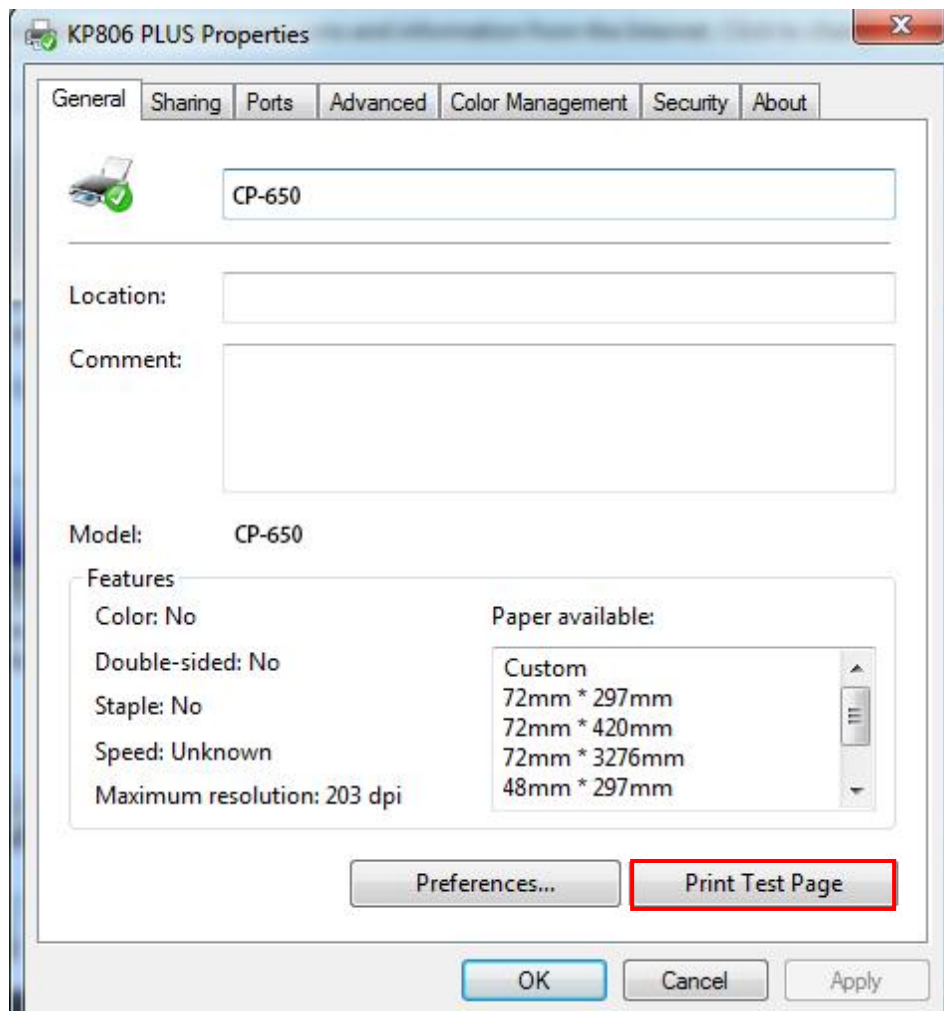 KP806 PLUS Properties
General Sharing Ports Advanced Color Management Security About
CP-650
Location:
Comment:
Model: CP-650
Features
Color: No
Double-sided: No
Staple: No
Speed: Unknown
Maximum resolution: 203 dpi
Paper available:
Custom
72mm * 297mm
72mm * 420mm
72mm * 3276mm
48mm * 297mm
Preferences... Print Test Page
OK Cancel Apply